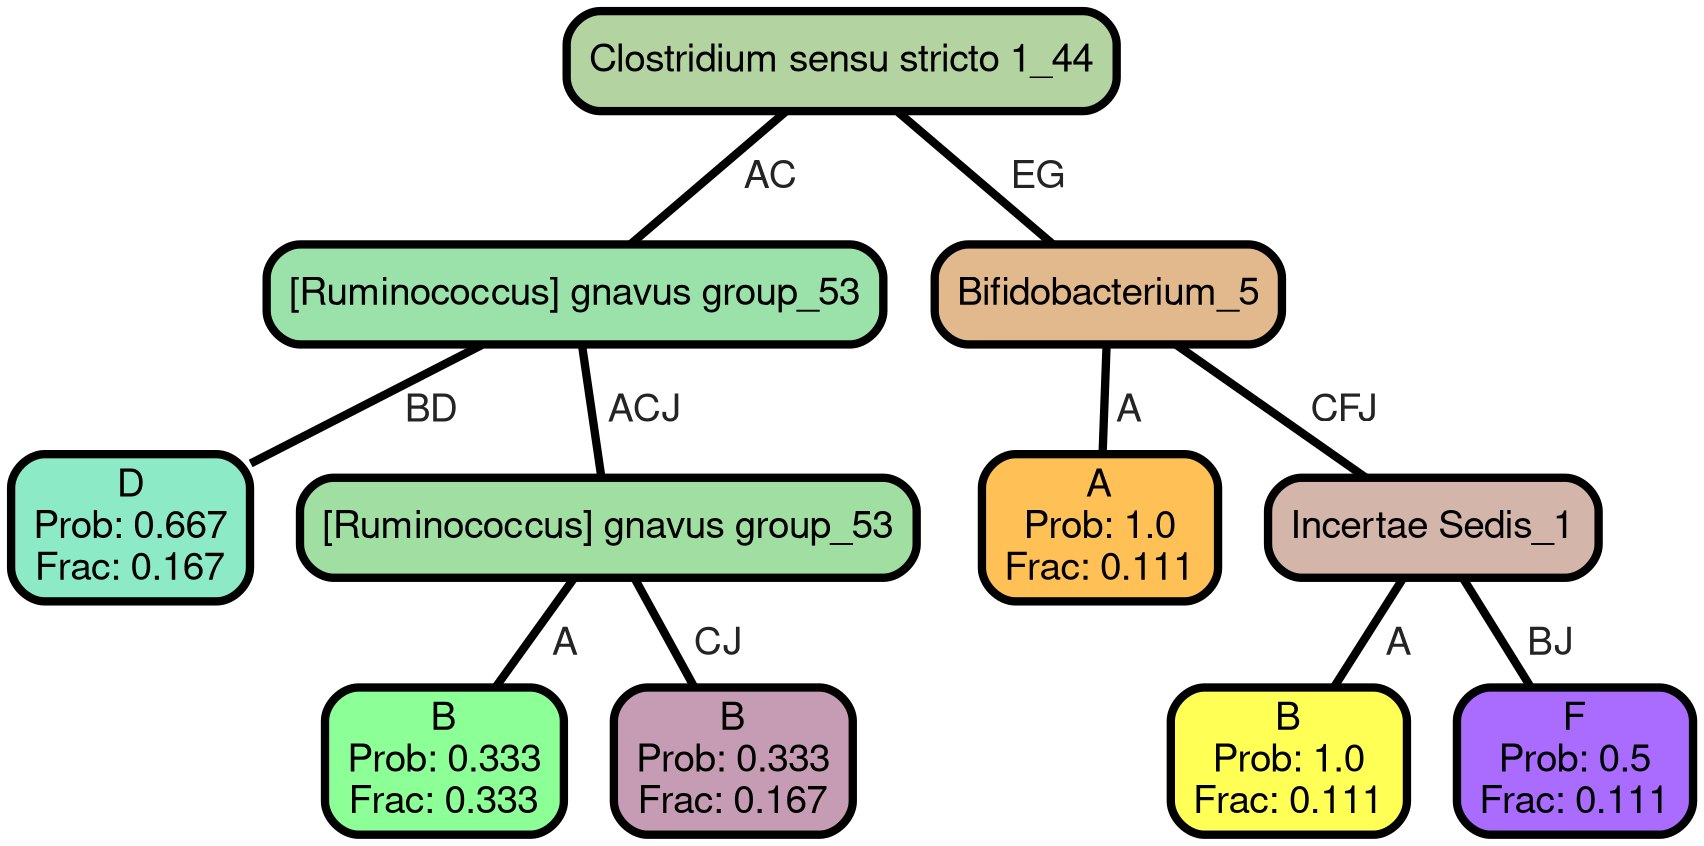 Clostridium sensu stricto 1_44
AC
EG
[Ruminococcus] gnavus group_53
Bifidobacterium_5
BD
ACJ
A
CFJ
D
Prob: 0.667
Frac: 0.167
[Ruminococcus] gnavus group_53
A
Prob: 1.0
Frac: 0.111
Incertae Sedis_1
A
CJ
A
BJ
B
Prob: 0.333
Frac: 0.333
B
Prob: 0.333
Frac: 0.167
B
Prob: 1.0
Frac: 0.111
F
Prob: 0.5
Frac: 0.111